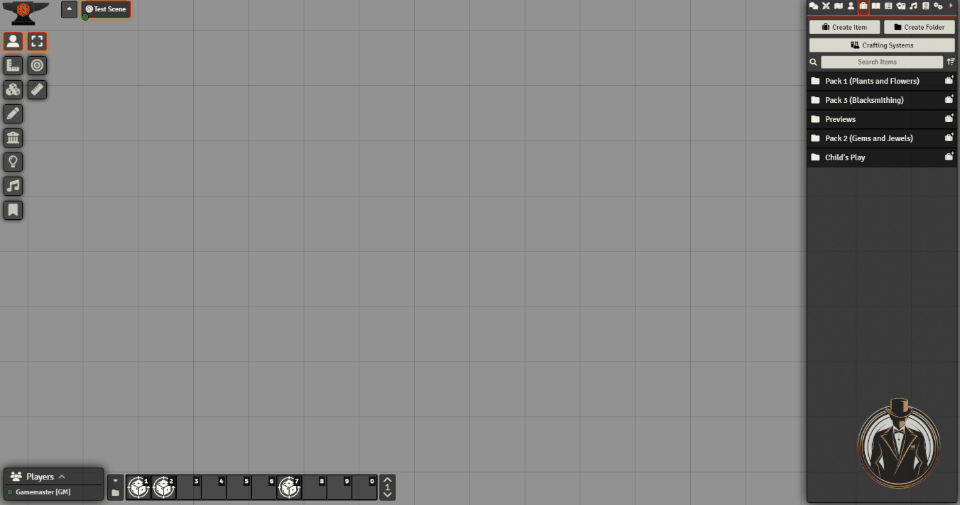 Test Scene
Create Item
Create Folder
Crafting Systems
Search Items
Pack 1 (Plants and Flowers)
Pack 3 (Blacksmithing)
Previews
Pack 2 (Gems and Jewels)
Child's Play
Players
Gamemaster [GM]
1 2 3 4 5 6 7 8 9 0
1